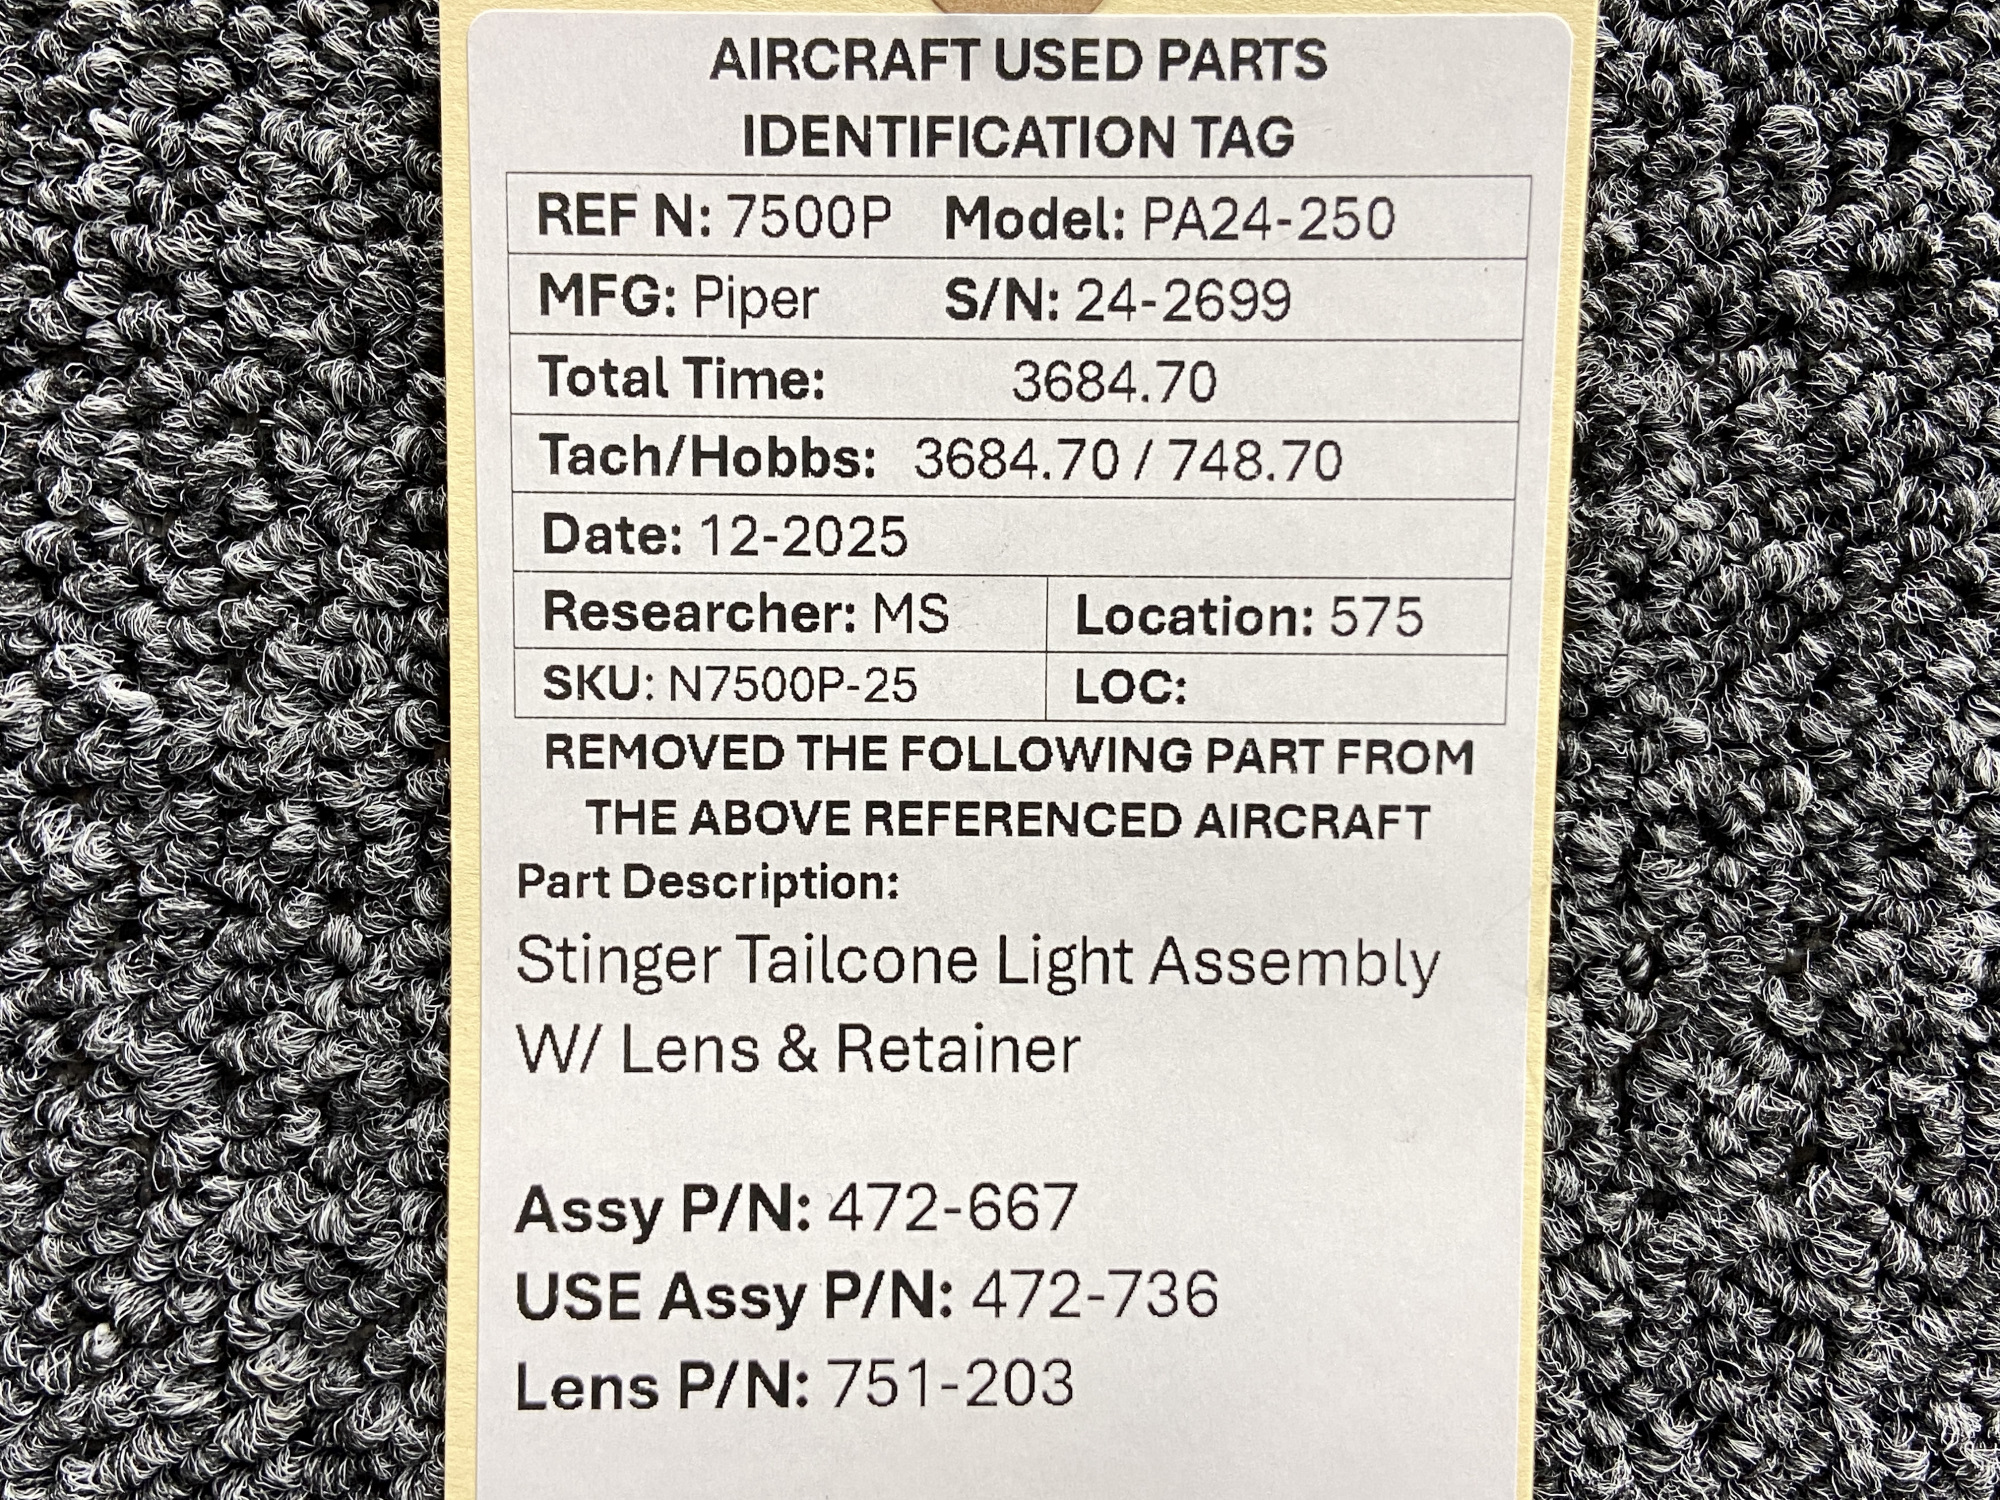 AIRCRAFT USED PARTS
IDENTIFICATION TAG
REF N: 7500P Model: PA24-250
MFG: Piper S/N: 24-2699
Total Time: 3684.70
Tach/Hobbs: 3684.70 / 748.70
Date: 12-2025
Researcher: MS Location: 575
SKU: N7500P-25 LOC:
REMOVED THE FOLLOWING PART FROM
THE ABOVE REFERENCED AIRCRAFT
Part Description:
Stinger Tailcone Light Assembly
W/ Lens & Retainer
Assy P/N: 472-667
USE Assy P/N: 472-736
Lens P/N: 751-203